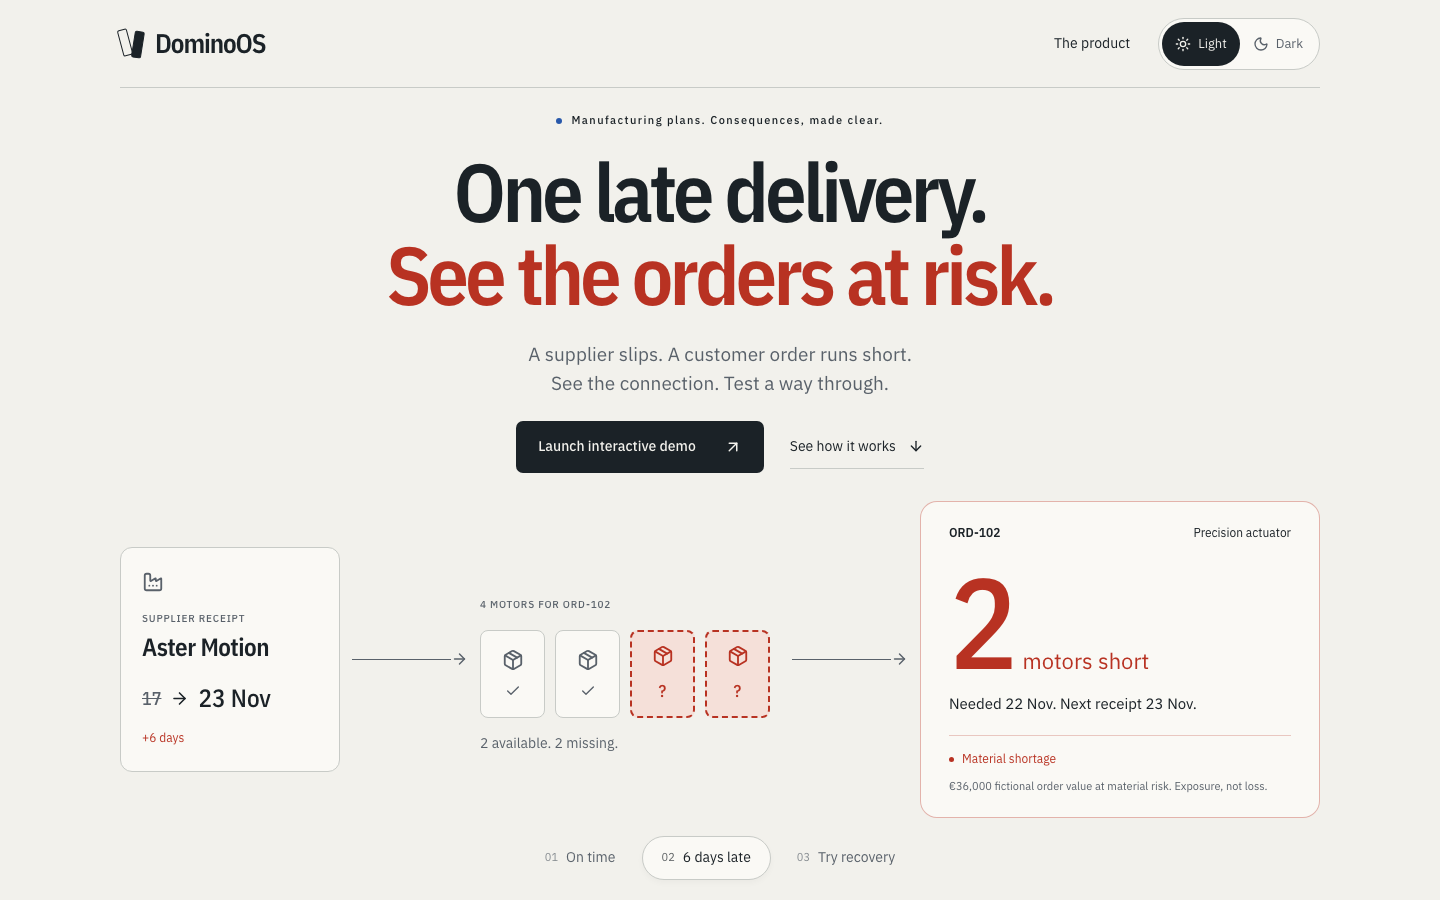 DominoOS
The product
Light
Dark
Manufacturing plans. Consequences, made clear.
One late delivery.
See the orders at risk.
A supplier slips. A customer order runs short.
See the connection. Test a way through.
Launch interactive demo
See how it works
SUPPLIER RECEIPT
Aster Motion
17 → 23 Nov
+6 days
4 MOTORS FOR ORD-102
? ?
2 available. 2 missing.
ORD-102
Precision actuator
2 motors short
Needed 22 Nov. Next receipt 23 Nov.
Material shortage
€36,000 fictional order value at material risk. Exposure, not loss.
01 On time
02 6 days late
03 Try recovery